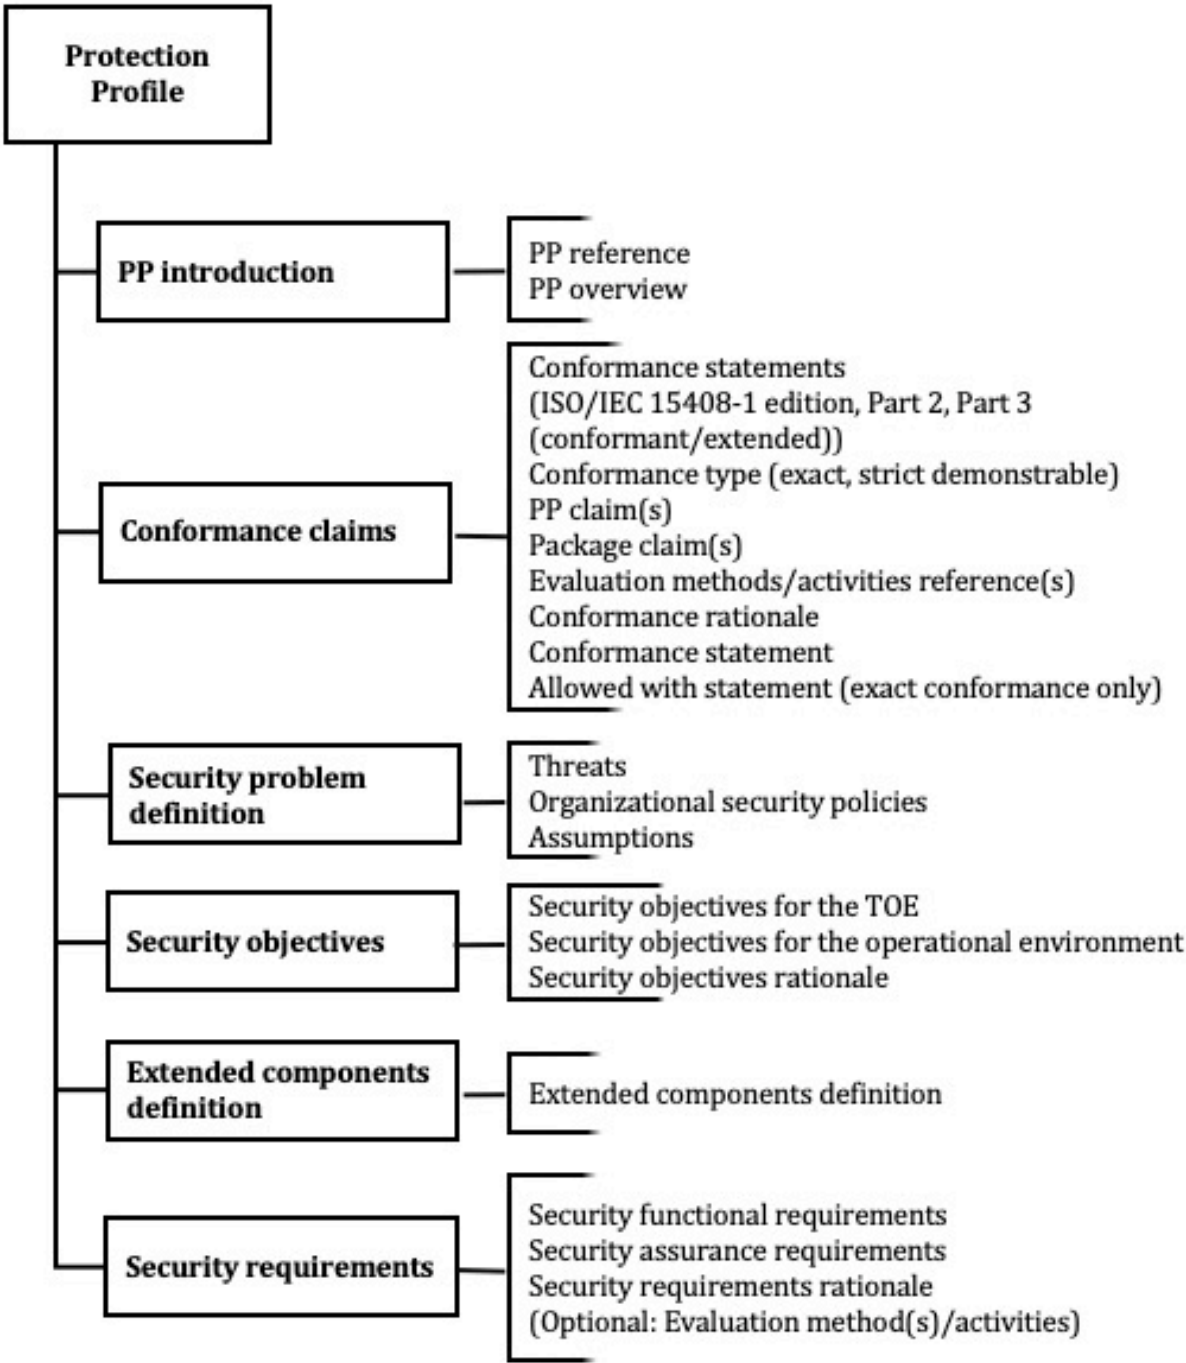 Protection
Profile
PP introduction
PP reference
PP overview
Conformance claims
Conformance statements
(ISO/IEC 15408-1 edition, Part 2, Part 3
(conformant/extended))
Conformance type (exact, strict demonstrable)
PP claim(s)
Package claim(s)
Evaluation methods/activities reference(s)
Conformance rationale
Conformance statement
Allowed with statement (exact conformance only)
Security problem
definition
Threats
Organizational security policies
Assumptions
Security objectives
Security objectives for the TOE
Security objectives for the operational environment
Security objectives rationale
Extended components
definition
Extended components definition
Security requirements
Security functional requirements
Security assurance requirements
Security requirements rationale
(Optional: Evaluation method(s)/activities)